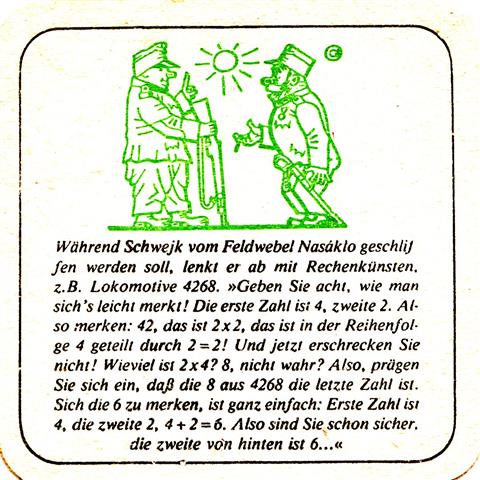 Während Schwejk vom Feldwebel Nasáklo geschlif
fen werden soll, lenkt er ab mit Rechenkünsten,
z.B. Lokomotive 4268. »Geben Sie acht, wie man
sich's leicht merkt! Die erste Zahl ist 4, zweite 2. Al-
so merken: 42, das ist 2x2, das ist in der Reihenfol-
ge 4 geteilt durch 2=2! Und jetzt erschrecken Sie
nicht! Wieviel ist 2x4? 8, nicht wahr? Also, prägen
Sie sich ein, daß die 8 aus 4268 die letzte Zahl ist.
Sich die 6 zu merken, ist ganz einfach: Erste Zahl ist
4, die zweite 2, 4+2=6. Also sind Sie schon sicher,
die zweite von hinten ist 6...«